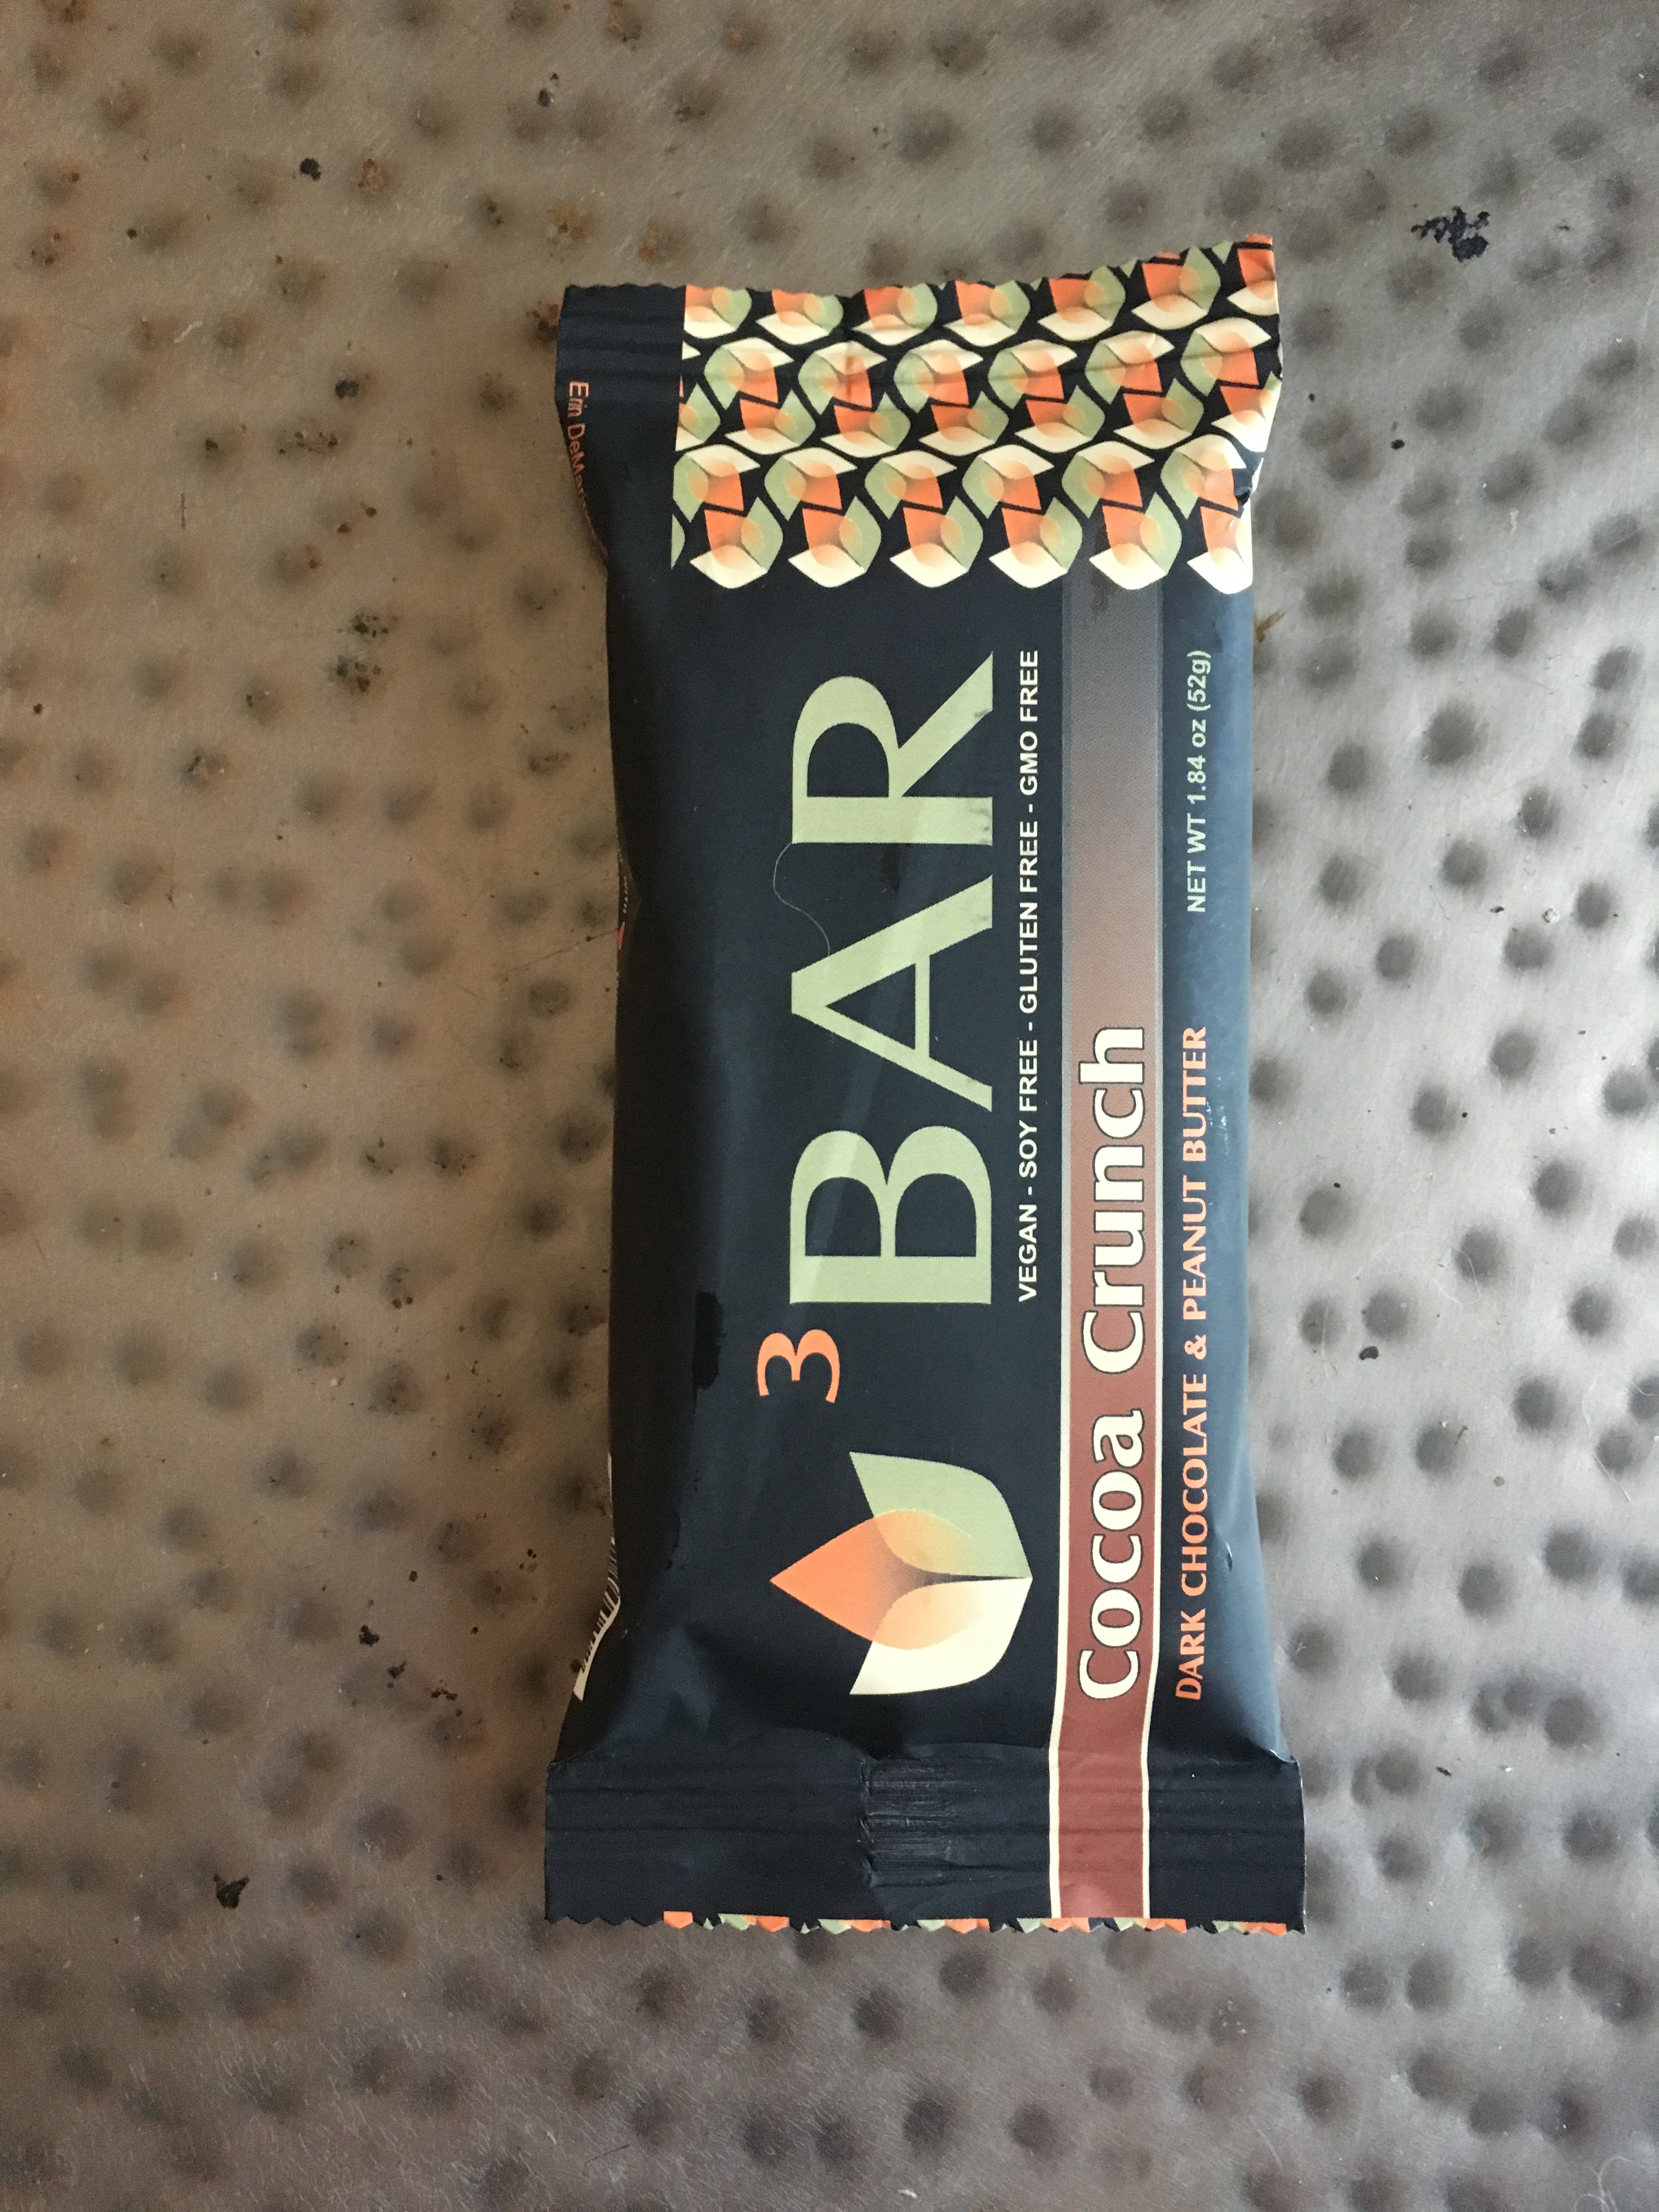 3
BAR
VEGAN - SOY FREE - GLUTEN FREE - GMO FREE
Cocoa Crunch
DARK CHOCOLATE & PEANUT BUTTER
NET WT 1.84 oz (52g)